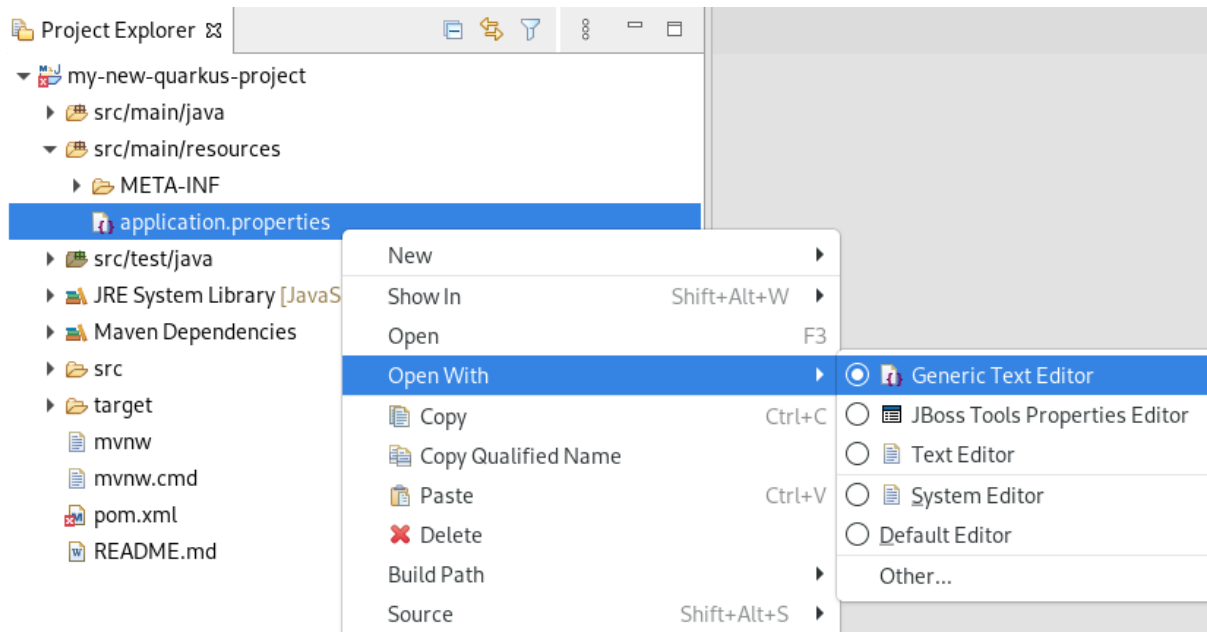 Project Explorer
my-new-quarkus-project
src/main/java
src/main/resources
META-INF
application.properties
src/test/java
JRE System Library [JavaS
Maven Dependencies
src
target
mvnw
mvnw.cmd
pom.xml
README.md
New
Show In Shift+Alt+W
Open F3
Open With
Copy Ctrl+C
Copy Qualified Name
Paste Ctrl+V
Delete
Build Path
Source Shift+Alt+S
Generic Text Editor
JBoss Tools Properties Editor
Text Editor
System Editor
Default Editor
Other...